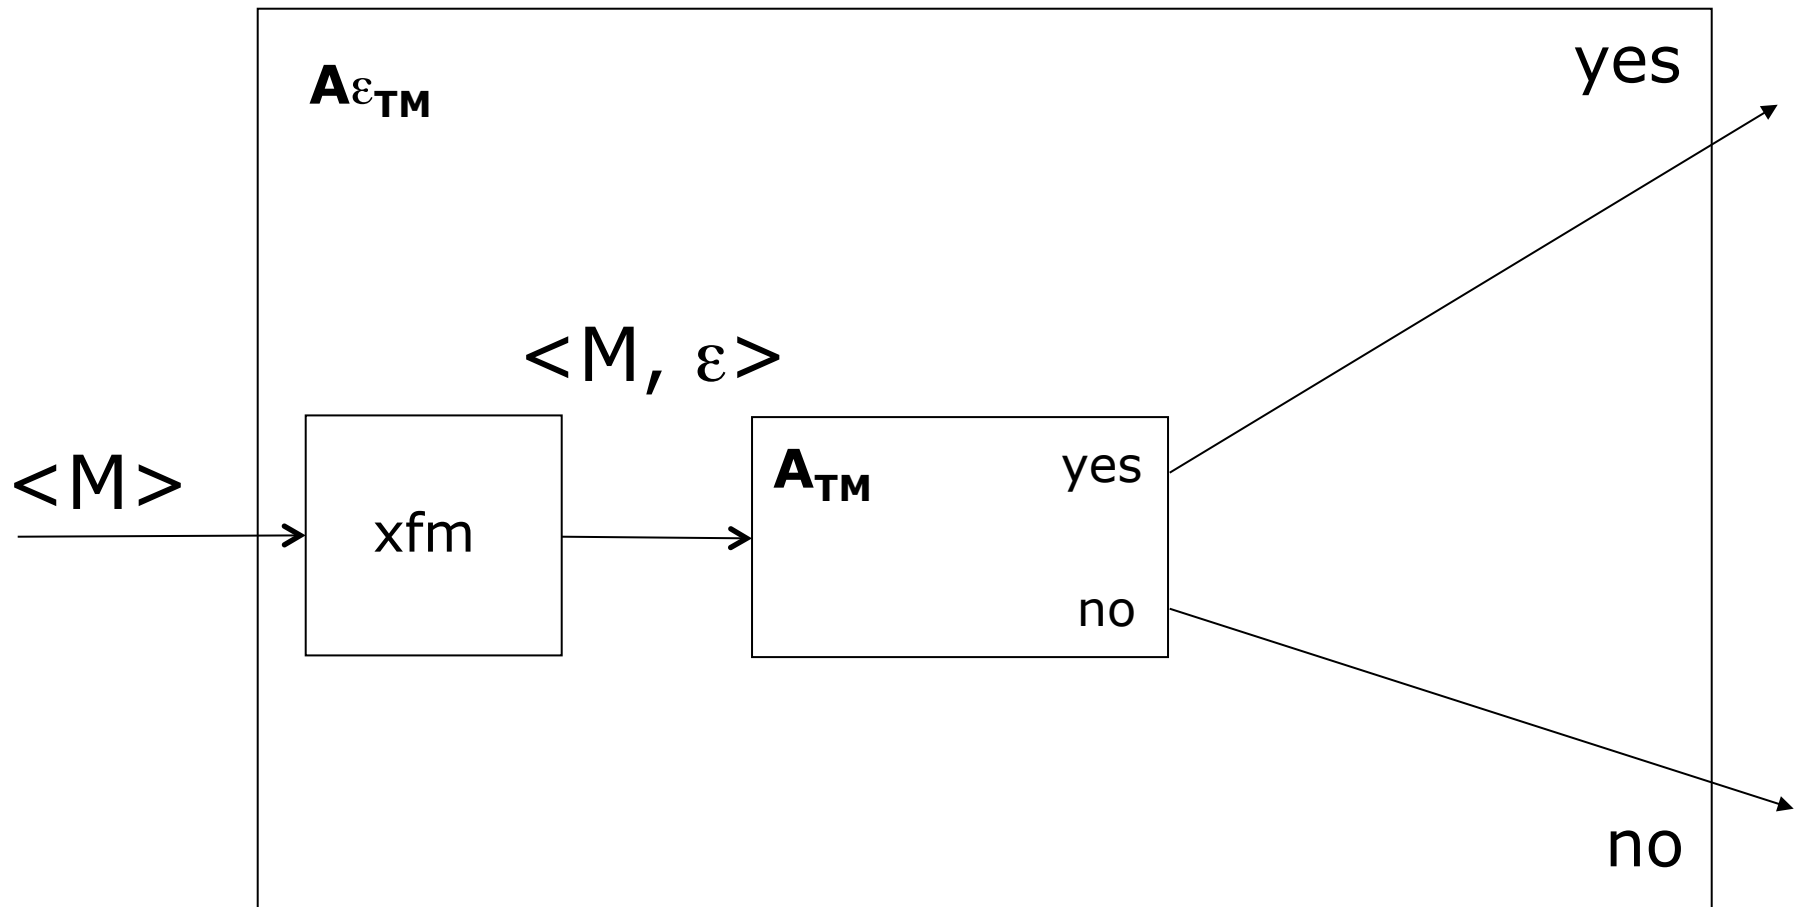 AεTM
yes
<M, ε>
<M>
xfm
ATM
yes
no
no